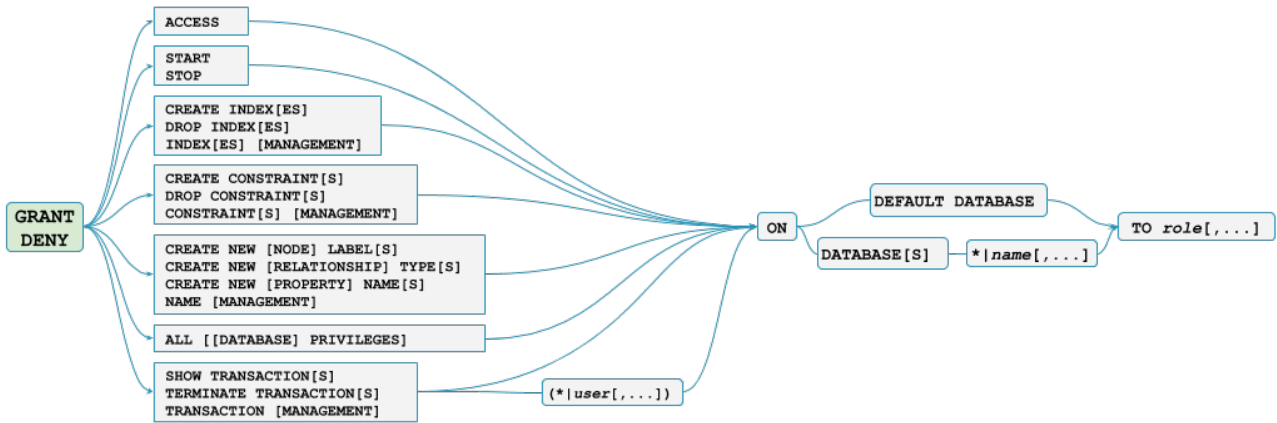 ACCESS
START
STOP
CREATE INDEX[ES]
DROP INDEX[ES]
INDEX[ES] [MANAGEMENT]
CREATE CONSTRAINT[S]
DROP CONSTRAINT[S]
CONSTRAINT[S] [MANAGEMENT]
GRANT
DENY
CREATE NEW [NODE] LABEL[S]
CREATE NEW [RELATIONSHIP] TYPE[S]
CREATE NEW [PROPERTY] NAME[S]
NAME [MANAGEMENT]
ALL [[DATABASE] PRIVILEGES]
SHOW TRANSACTION[S]
TERMINATE TRANSACTION[S]
TRANSACTION [MANAGEMENT]
(*|user[,...])
ON
DEFAULT DATABASE
DATABASE[S]
*|name[,...]
TO role[,...]